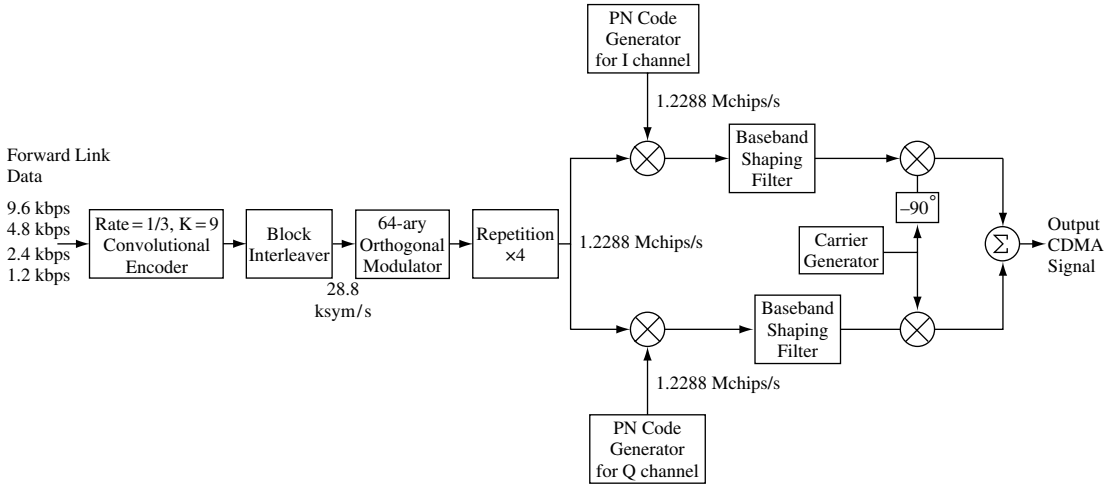 PN Code
Generator
for I channel
1.2288 Mchips/s
Forward Link
Data
9.6 kbps
4.8 kbps
2.4 kbps
1.2 kbps
Rate = 1/3, K = 9
Convolutional
Encoder
Block
Interleaver
28.8
ksym/s
64-ary
Orthogonal
Modulator
Repetition
×4
1.2288 Mchips/s
Baseband
Shaping
Filter
–90°
Carrier
Generator
Σ
Output
CDMA
Signal
Baseband
Shaping
Filter
1.2288 Mchips/s
PN Code
Generator
for Q channel